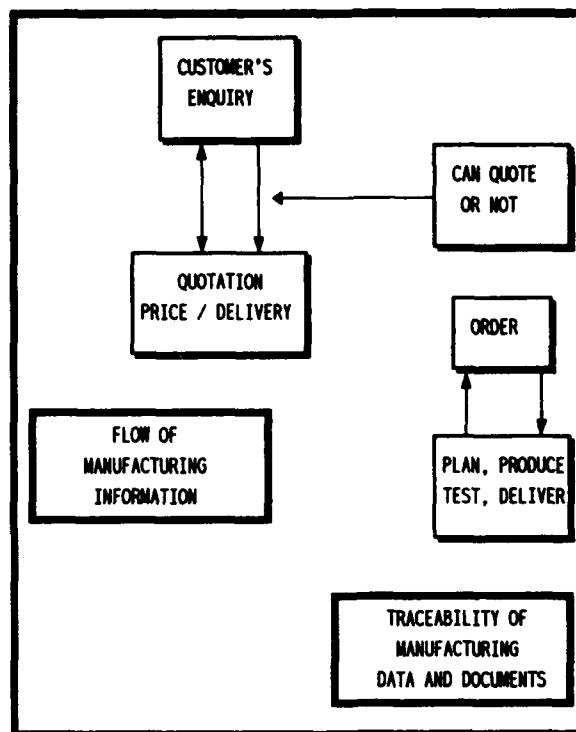 CUSTOMER'S
ENQUIRY
CAN QUOTE
OR NOT
QUOTATION
PRICE / DELIVERY
ORDER
FLOW OF
MANUFACTURING
INFORMATION
PLAN, PRODUCE
TEST, DELIVER
TRACEABILITY OF
MANUFACTURING
DATA AND DOCUMENTS